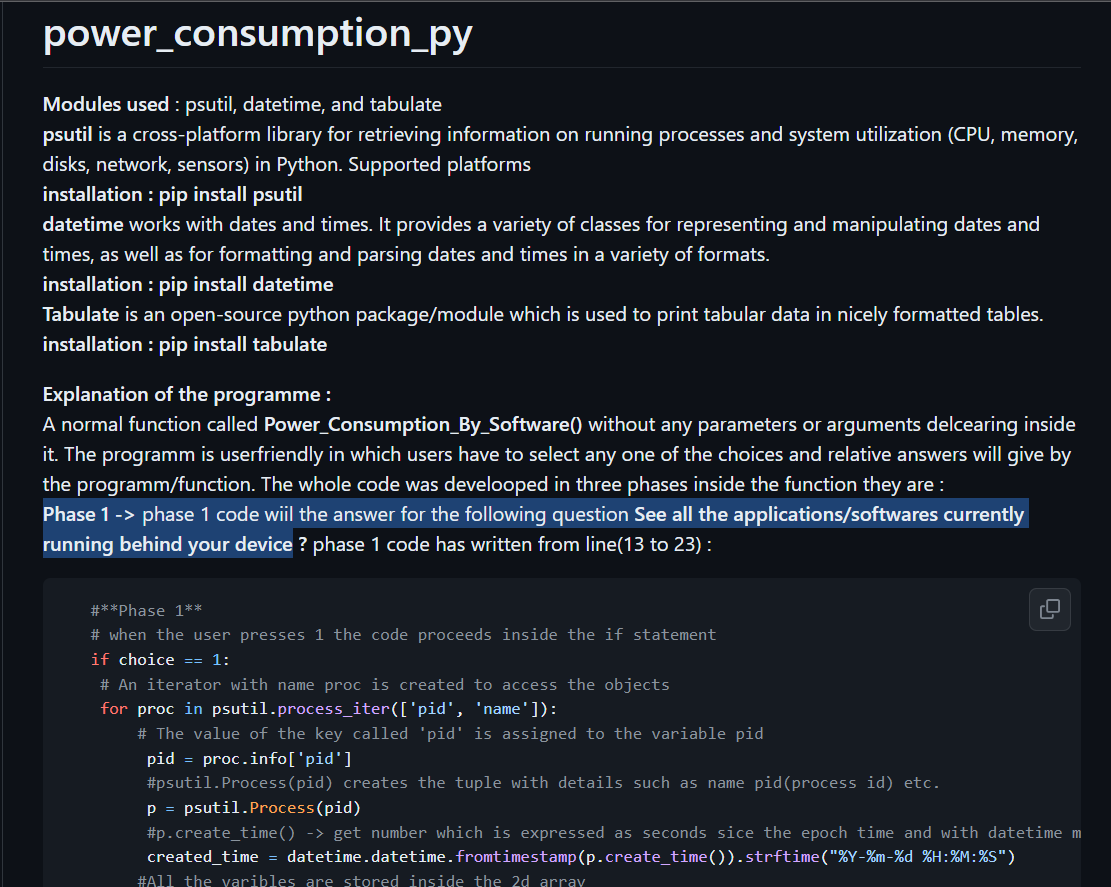 power_consumption_py
Modules used : psutil, datetime, and tabulate
psutil is a cross-platform library for retrieving information on running processes and system utilization (CPU, memory,
disks, network, sensors) in Python. Supported platforms
installation : pip install psutil
datetime works with dates and times. It provides a variety of classes for representing and manipulating dates and
times, as well as for formatting and parsing dates and times in a variety of formats.
installation : pip install datetime
Tabulate is an open-source python package/module which is used to print tabular data in nicely formatted tables.
installation : pip install tabulate
Explanation of the programme :
A normal function called Power_Consumption_By_Software() without any parameters or arguments delcearing inside
it. The programm is userfriendly in which users have to select any one of the choices and relative answers will give by
the programm/function. The whole code was develooped in three phases inside the function they are :
Phase 1 -> phase 1 code wiil the answer for the following question See all the applications/softwares currently
running behind your device ? phase 1 code has written from line(13 to 23) :
#**Phase 1**
# when the user presses 1 the code proceeds inside the if statement
if choice == 1:
# An iterator with name proc is created to access the objects
for proc in psutil.process_iter(['pid', 'name']):
# The value of the key called 'pid' is assigned to the variable pid
pid = proc.info['pid']
#psutil.Process(pid) creates the tuple with details such as name pid(process id) etc.
p = psutil.Process(pid)
#p.create_time() -> get number which is expressed as seconds sice the epoch time and with datetime m
created_time = datetime.datetime.fromtimestamp(p.create_time()).strftime("%Y-%m-%d %H:%M:%S")
#All the varibles are stored inside the 2d array